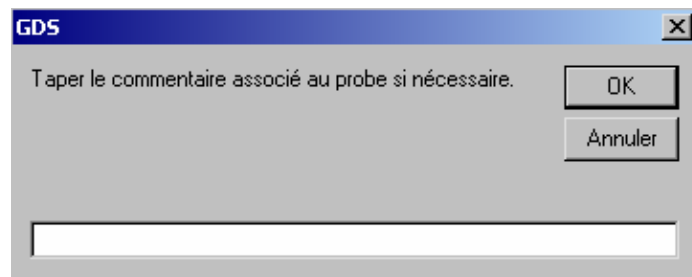 GDS
Taper le commentaire associé au probe si nécessaire.
OK
Annuler